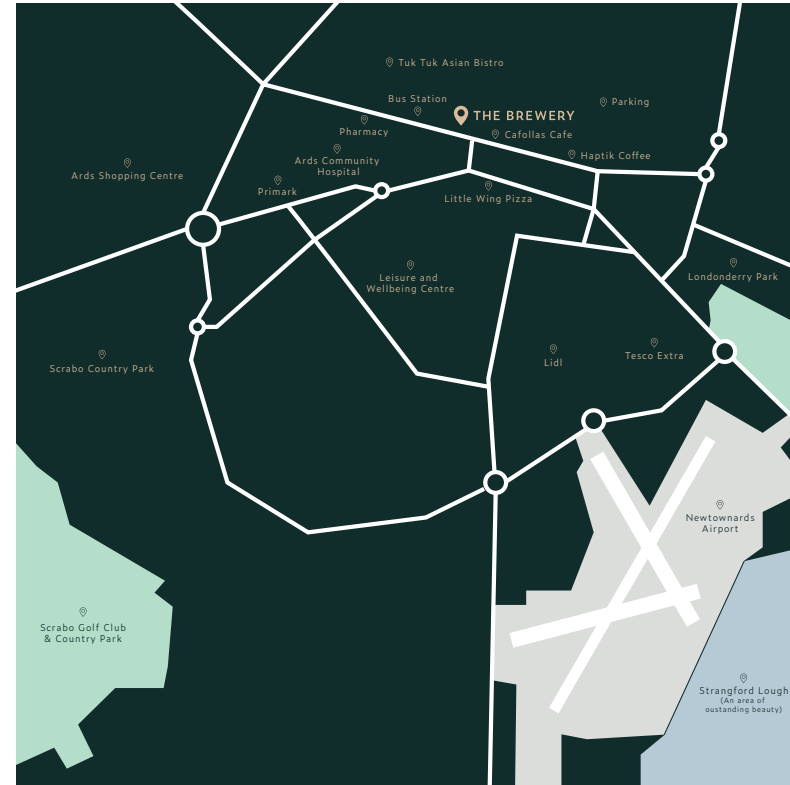 Tuk Tuk Asian Bistro
Bus Station
Parking
THE BREWERY
Pharmacy
Cafollas Cafe
Haptik Coffee
Ards Community
Hospital
Ards Shopping Centre
Primark
Little Wing Pizza
Leisure and
Wellbeing Centre
Londonderry Park
Scrabo Country Park
Lidl
Tesco Extra
Newtownards
Airport
Scrabo Golf Club
& Country Park
Strangford Lough
(An area of
oustanding beauty)